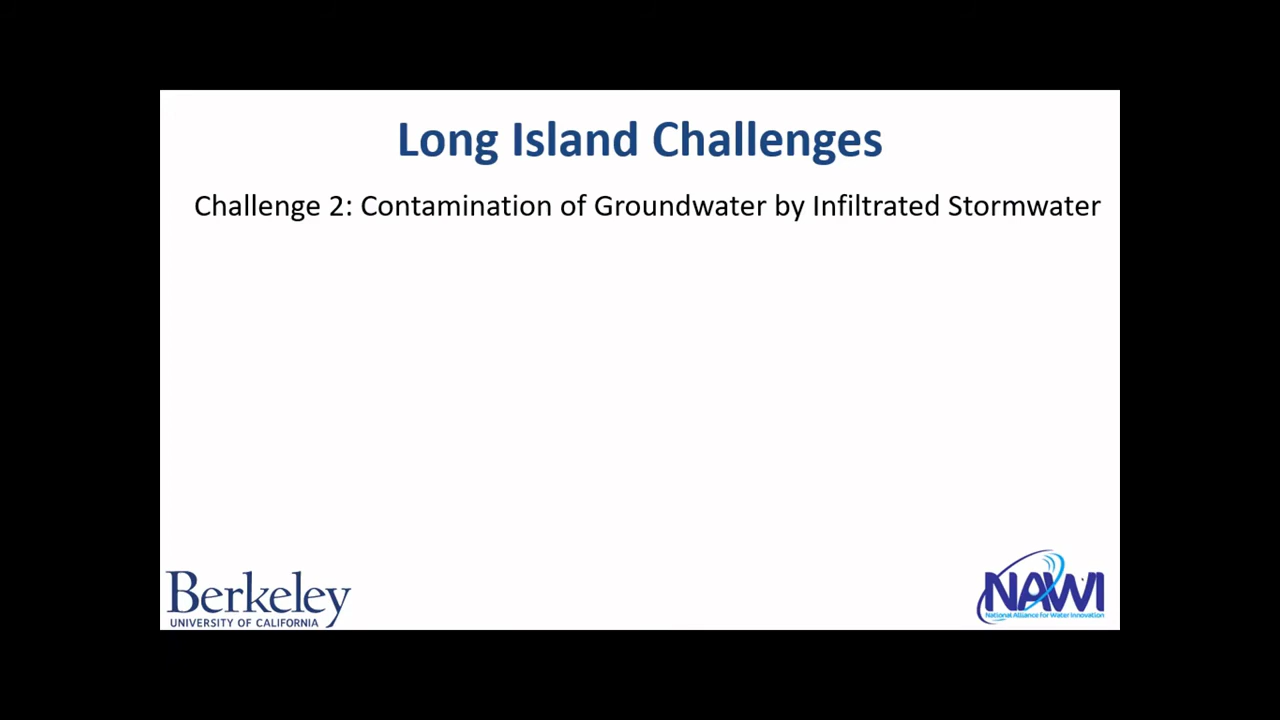 Long Island Challenges
Challenge 2: Contamination of Groundwater by Infiltrated Stormwater
Berkeley
UNIVERSITY OF CALIFORNIA
NAWI
National Alliance for Water Innovation